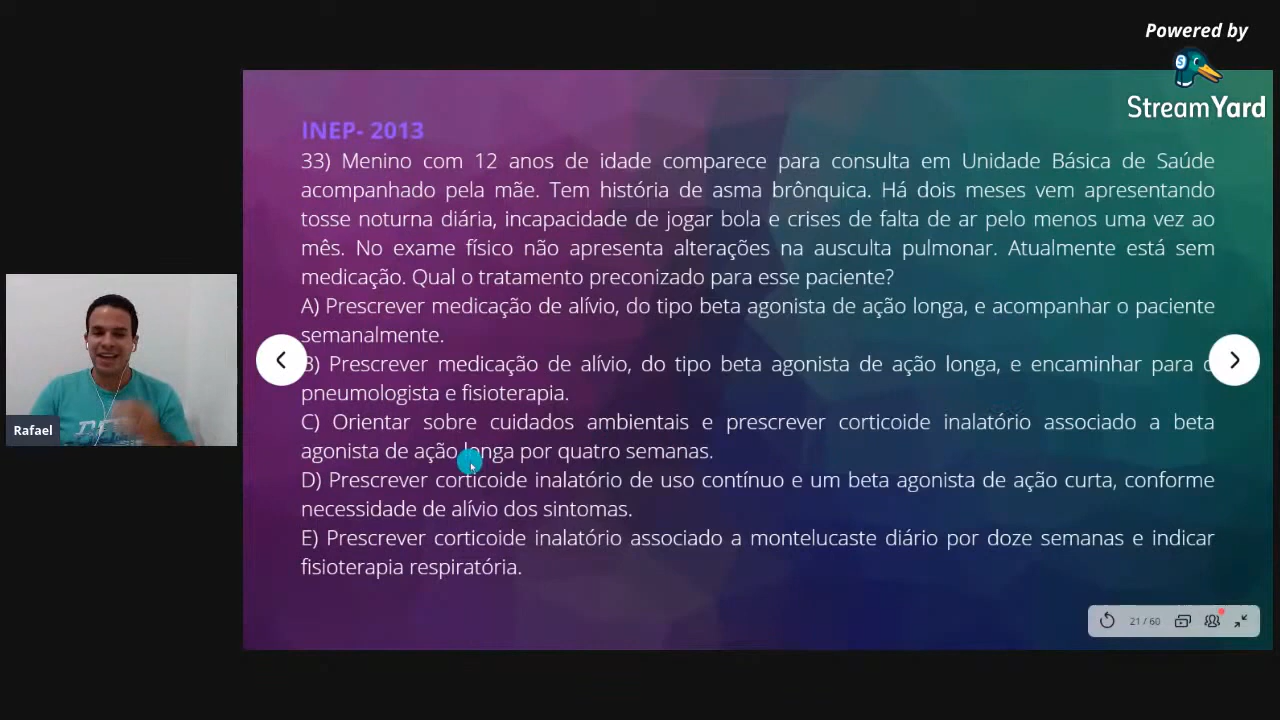 Powered by
StreamYard
INEP- 2013
33) Menino com 12 anos de idade comparece para consulta em Unidade Básica de Saúde
acompanhado pela mãe. Tem história de asma brônquica. Há dois meses vem apresentando
tosse noturna diária, incapacidade de jogar bola e crises de falta de ar pelo menos uma vez ao
mês. No exame físico não apresenta alterações na ausculta pulmonar. Atualmente está sem
medicação. Qual o tratamento preconizado para esse paciente?
A) Prescrever medicação de alívio, do tipo beta agonista de ação longa, e acompanhar o paciente
semanalmente.
B) Prescrever medicação de alívio, do tipo beta agonista de ação longa, e encaminhar para o
pneumologista e fisioterapia.
C) Orientar sobre cuidados ambientais e prescrever corticoide inalatório associado a beta
agonista de ação longa por quatro semanas.
D) Prescrever corticoide inalatório de uso contínuo e um beta agonista de ação curta, conforme
necessidade de alívio dos sintomas.
E) Prescrever corticoide inalatório associado a montelucaste diário por doze semanas e indicar
fisioterapia respiratória.
Rafael
21 / 60